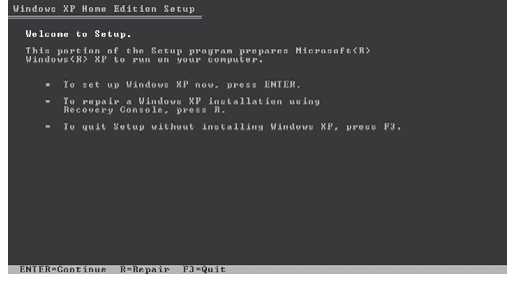 Windows XP Home Edition Setup
Welcome to Setup.
This portion of the Setup program prepares Microsoft(R)
Windows(R) XP to run on your computer.
▪ To set up Windows XP now, press ENTER.
▪ To repair a Windows XP installation using
Recovery Console, press R.
▪ To quit Setup without installing Windows XP, press F3.
ENTER=Continue R=Repair F3=Quit